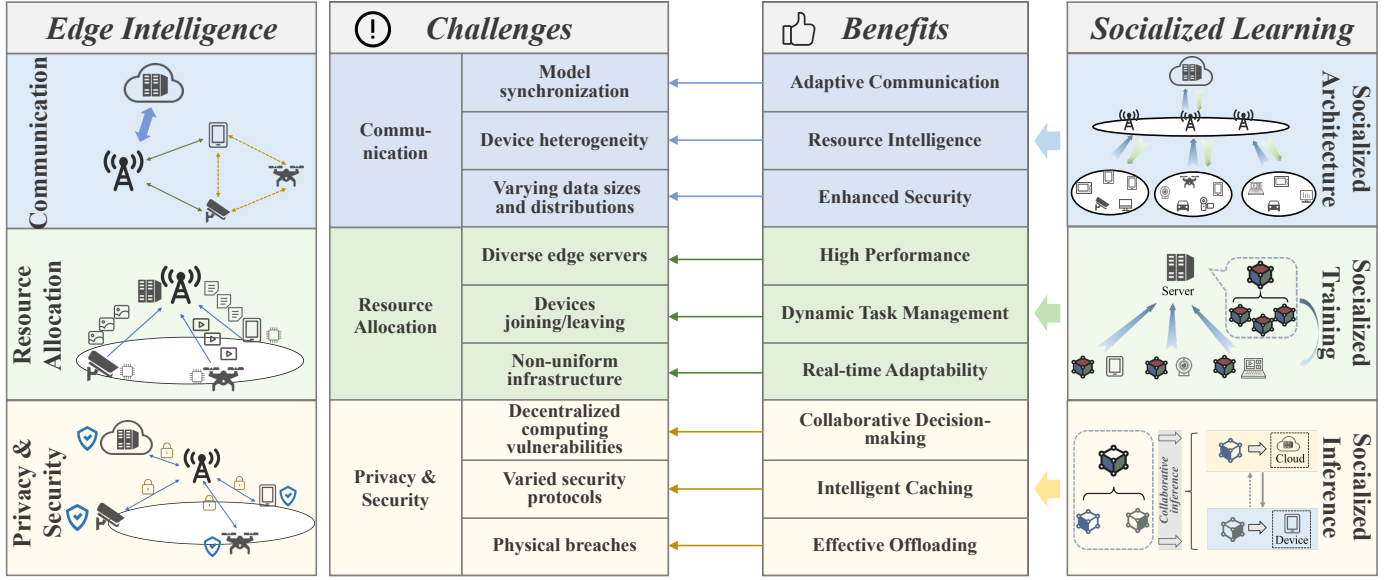 Edge Intelligence
Challenges
Benefits
Socialized Learning
Communication
Commu-
nication
Model
synchronization
Adaptive Communication
Device heterogeneity
Resource Intelligence
Varying data sizes
and distributions
Enhanced Security
Socialized
Architecture
Resource
Allocation
Resource
Allocation
Diverse edge servers
High Performance
Devices
joining/leaving
Dynamic Task Management
Non-uniform
infrastructure
Real-time Adaptability
Server
Socialized
Training
Privacy &
Security
Privacy &
Security
Decentralized
computing
vulnerabilities
Collaborative Decision-
making
Varied security
protocols
Intelligent Caching
Physical breaches
Effective Offloading
Collaborative
inference
Cloud
Device
Socialized
Inference